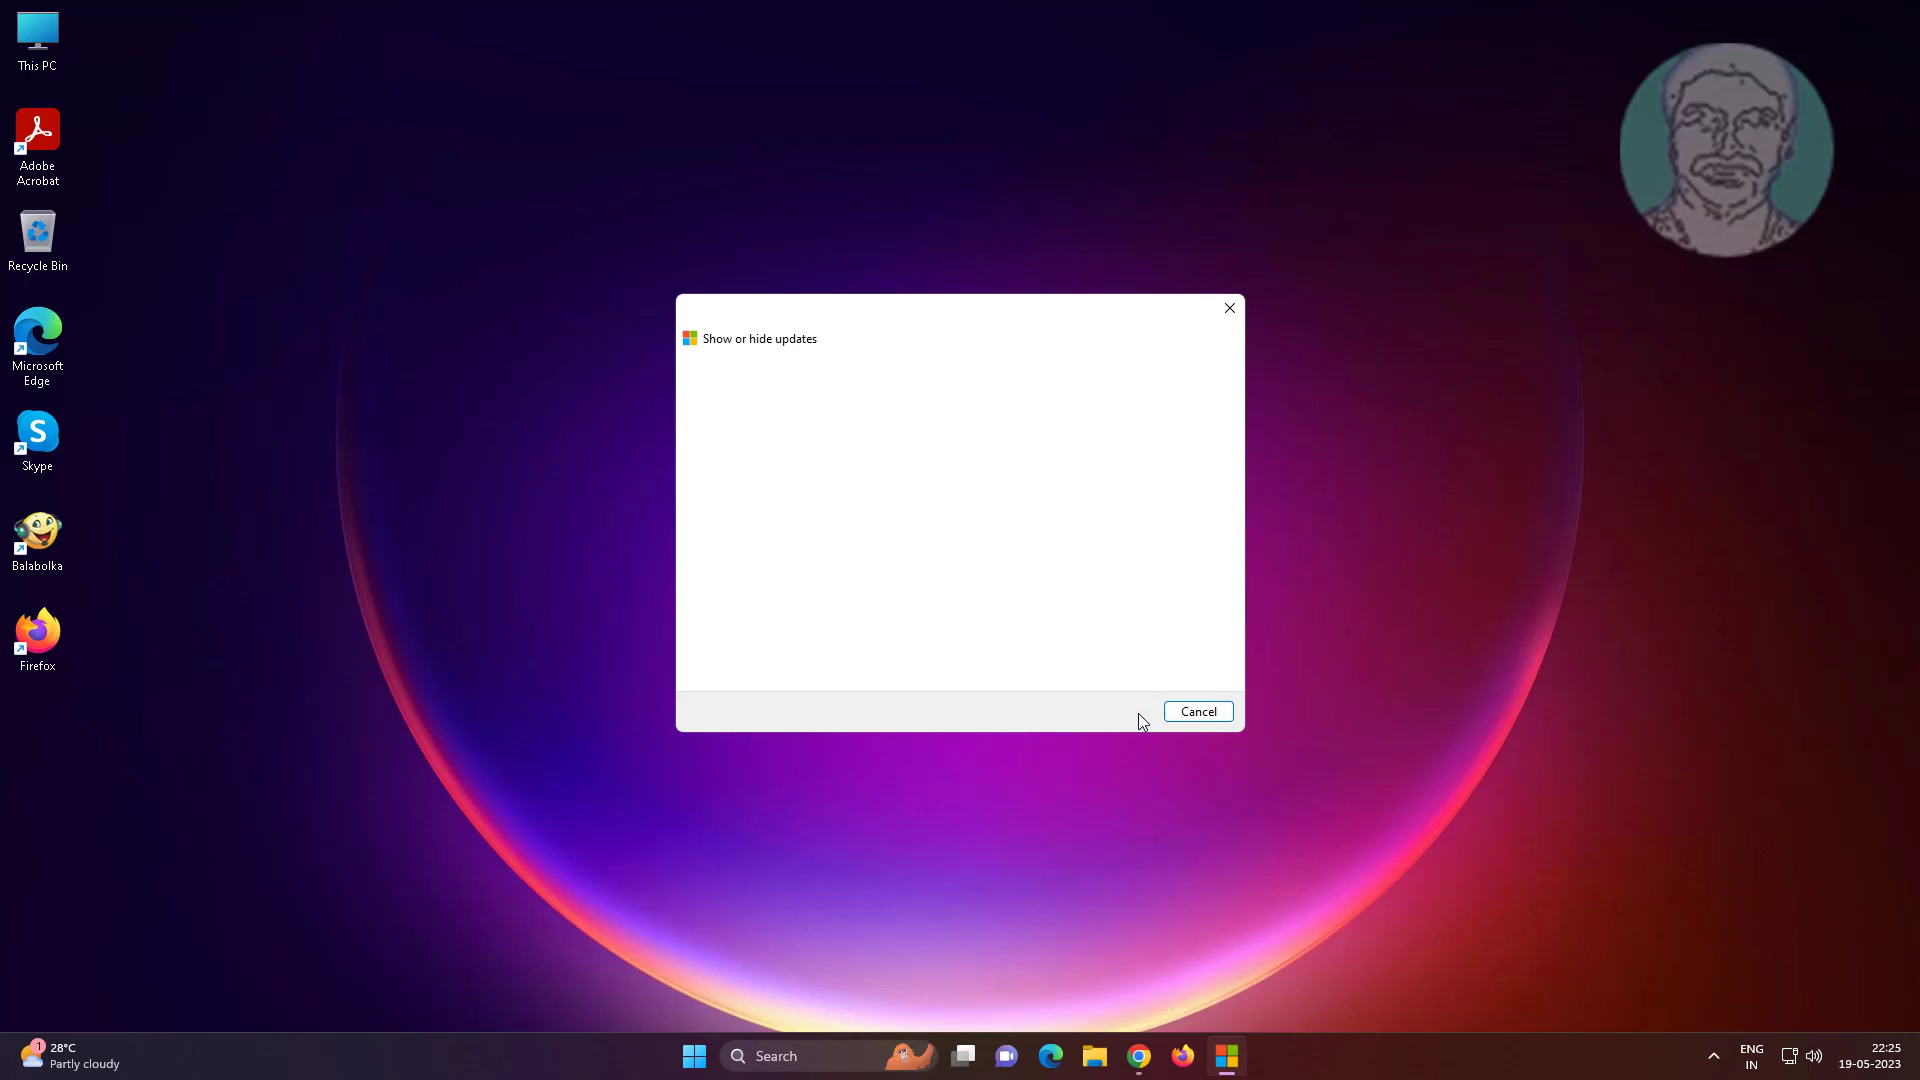 This PC
Adobe
Acrobat
Recycle Bin
Microsoft
Edge
S
Skype
Balabolka
Firefox
Show or hide updates
Cancel
1
28°C
Partly cloudy
Search
ENG
IN
22:25
19-05-2023